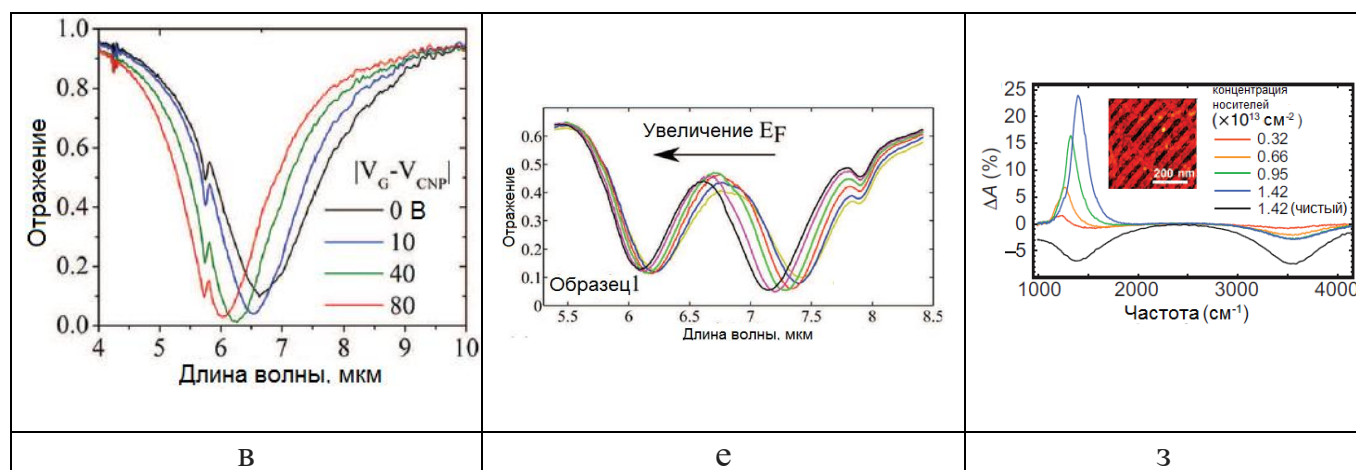 1.0
0.8
0.6
0.4
0.2
0.0
Отражение
|V_G-V_CNP|
0 В
10
40
80
4 5 6 7 8 9 10
Длина волны, мкм
0.6
0.5
0.4
0.3
0.2
0.1
0
Отражение
Увеличение E_F
Образец1
5.5 6 6.5 7 7.5 8 8.5
Длина волны, мкм
25
20
15
10
5
0
−5
ΔA (%)
концентрация
носителей
(×10¹³ см⁻²)
0.32
0.66
0.95
1.42
1.42 (чистый)
200 nm
1000 2000 3000 4000
Частота (см⁻¹)
в е з